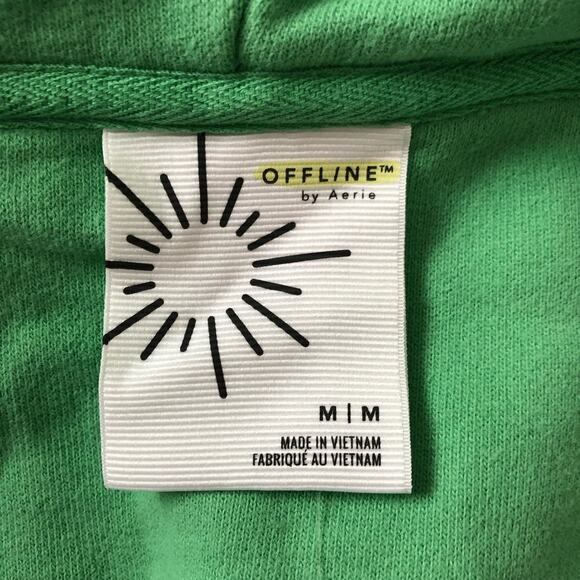 OFFLINE™
by Aerie
M | M
MADE IN VIETNAM
FABRIQUÉ AU VIETNAM